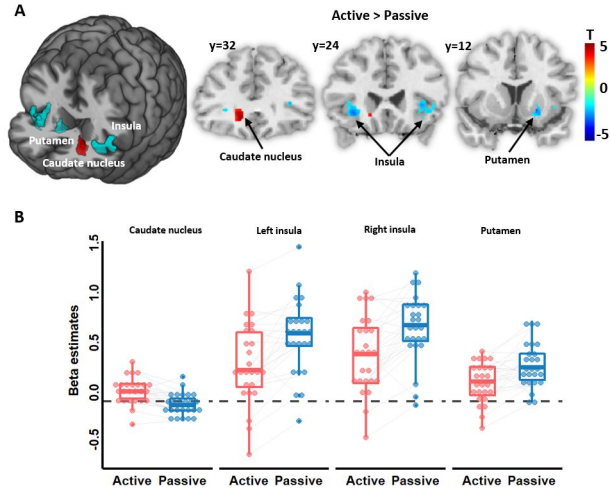 A
Active > Passive
y=32
y=24
y=12
T
5
0
-5
Insula
Putamen
Caudate nucleus
Caudate nucleus
Insula
Putamen
B
Caudate nucleus
Left insula
Right insula
Putamen
Beta estimates
1.5
1.0
0.5
0.0
-0.5
Active Passive
Active Passive
Active Passive
Active Passive